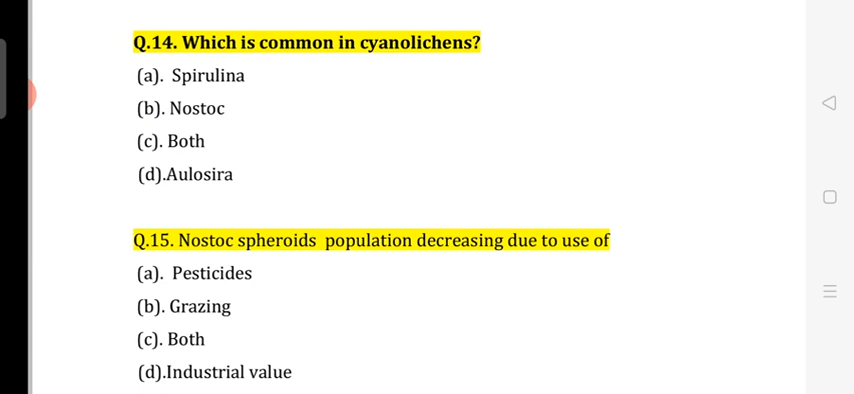 Q.14. Which is common in cyanolichens?
(a). Spirulina
(b). Nostoc
(c). Both
(d).Aulosira
Q.15. Nostoc spheroids population decreasing due to use of
(a). Pesticides
(b). Grazing
(c). Both
(d).Industrial value